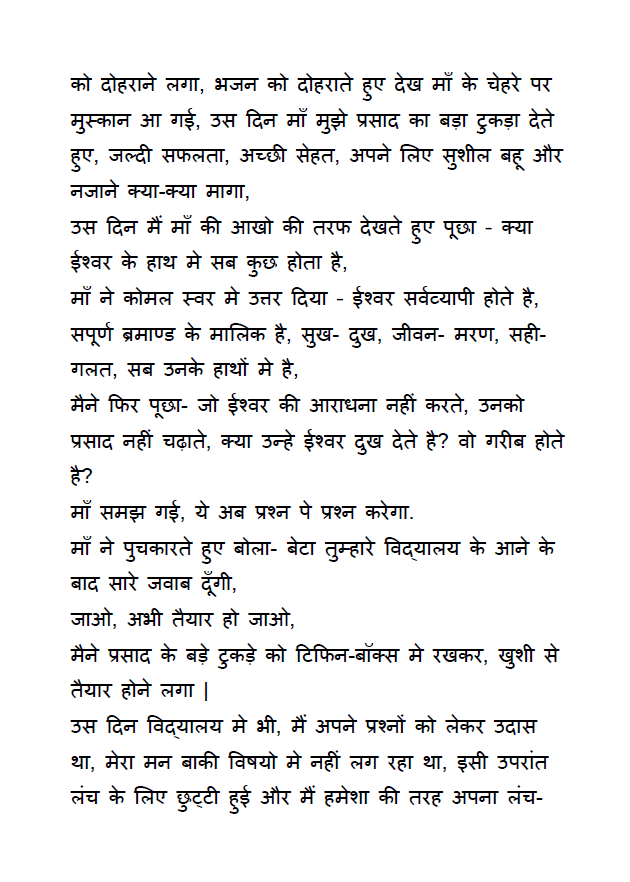 को दोहराने लगा, भजन को दोहराते हुए देख माँ के चेहरे पर
मुस्कान आ गई, उस दिन माँ मुझे प्रसाद का बड़ा टुकड़ा देते
हुए, जल्दी सफलता, अच्छी सेहत, अपने लिए सुशील बहू और
नजाने क्या-क्या मागा,
उस दिन मैं माँ की आखो की तरफ देखते हुए पूछा - क्या
ईश्वर के हाथ मे सब कुछ होता है,
माँ ने कोमल स्वर मे उत्तर दिया - ईश्वर सर्वव्यापी होते है,
सपूर्ण ब्रमाण्ड के मालिक है, सुख- दुख, जीवन- मरण, सही-
गलत, सब उनके हाथों मे है,
मैने फिर पूछा- जो ईश्वर की आराधना नहीं करते, उनको
प्रसाद नहीं चढ़ाते, क्या उन्हे ईश्वर दुख देते है? वो गरीब होते
है?
माँ समझ गई, ये अब प्रश्न पे प्रश्न करेगा.
माँ ने पुचकारते हुए बोला- बेटा तुम्हारे विद्यालय के आने के
बाद सारे जवाब दूँगी,
जाओ, अभी तैयार हो जाओ,
मैने प्रसाद के बड़े टुकड़े को टिफिन-बॉक्स मे रखकर, खुशी से
तैयार होने लगा |
उस दिन विद्यालय मे भी, मैं अपने प्रश्नों को लेकर उदास
था, मेरा मन बाकी विषयो मे नहीं लग रहा था, इसी उपरांत
लंच के लिए छुट्टी हुई और मैं हमेशा की तरह अपना लंच-